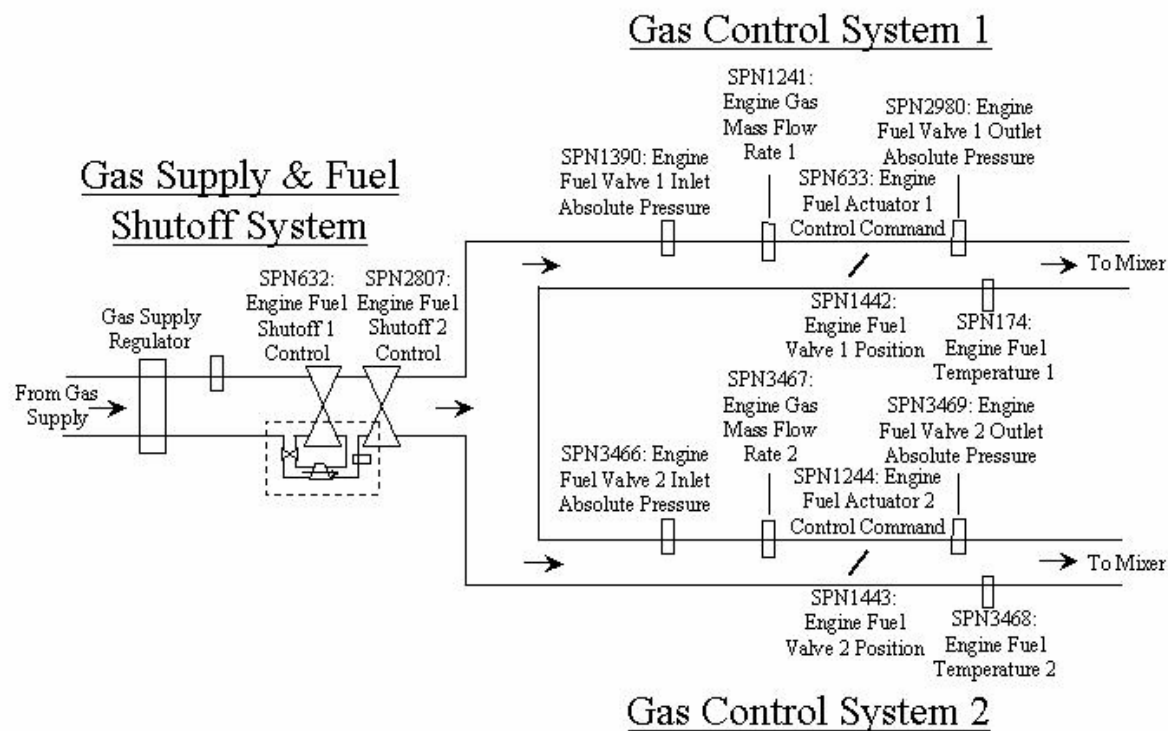 Gas Control System 1
SPN1241:
Engine Gas
Mass Flow
Rate 1
SPN2980: Engine
Fuel Valve 1 Outlet
Absolute Pressure
SPN1390: Engine
Fuel Valve 1 Inlet
Absolute Pressure
SPN633: Engine
Fuel Actuator 1
Control Command
Gas Supply & Fuel
Shutoff System
To Mixer
SPN632:
Engine Fuel
Shutoff 1
Control
SPN2807:
Engine Fuel
Shutoff 2
Control
Gas Supply
Regulator
SPN1442:
Engine Fuel
Valve 1 Position
SPN174:
Engine Fuel
Temperature 1
From Gas
Supply
SPN3467:
Engine Gas
Mass Flow
Rate 2
SPN3469: Engine
Fuel Valve 2 Outlet
Absolute Pressure
SPN3466: Engine
Fuel Valve 2 Inlet
Absolute Pressure
SPN1244: Engine
Fuel Actuator 2
Control Command
To Mixer
SPN1443:
Engine Fuel
Valve 2 Position
SPN3468:
Engine Fuel
Temperature 2
Gas Control System 2